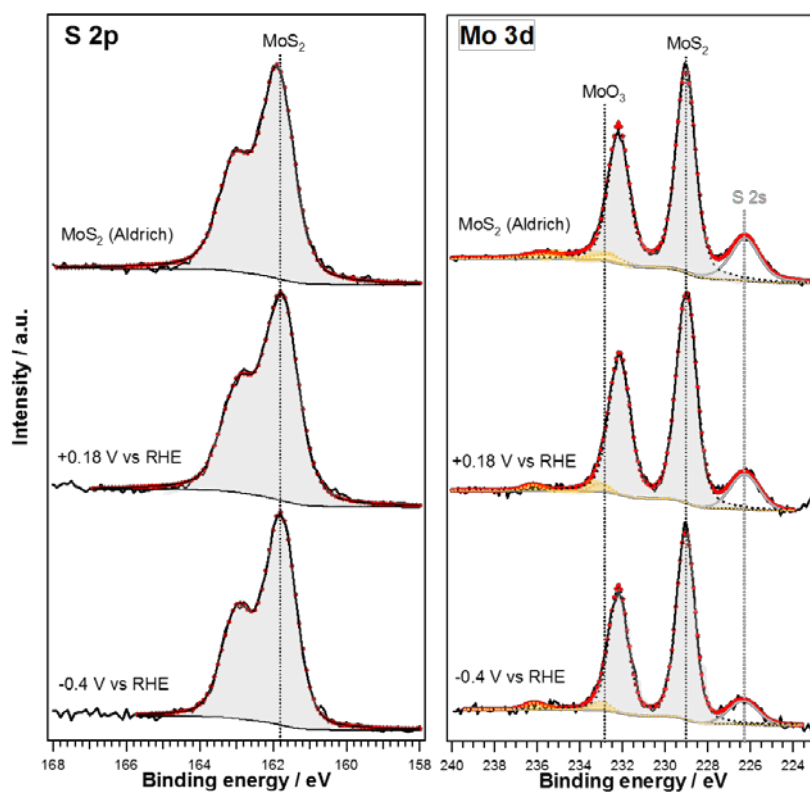 S 2p
MoS2
MoS2 (Aldrich)
+0.18 V vs RHE
-0.4 V vs RHE
Intensity / a.u.
168 166 164 162 160 158
Binding energy / eV
Mo 3d
MoS2
MoO3
S 2s
MoS2 (Aldrich)
+0.18 V vs RHE
-0.4 V vs RHE
240 238 236 234 232 230 228 226 224
Binding energy / eV